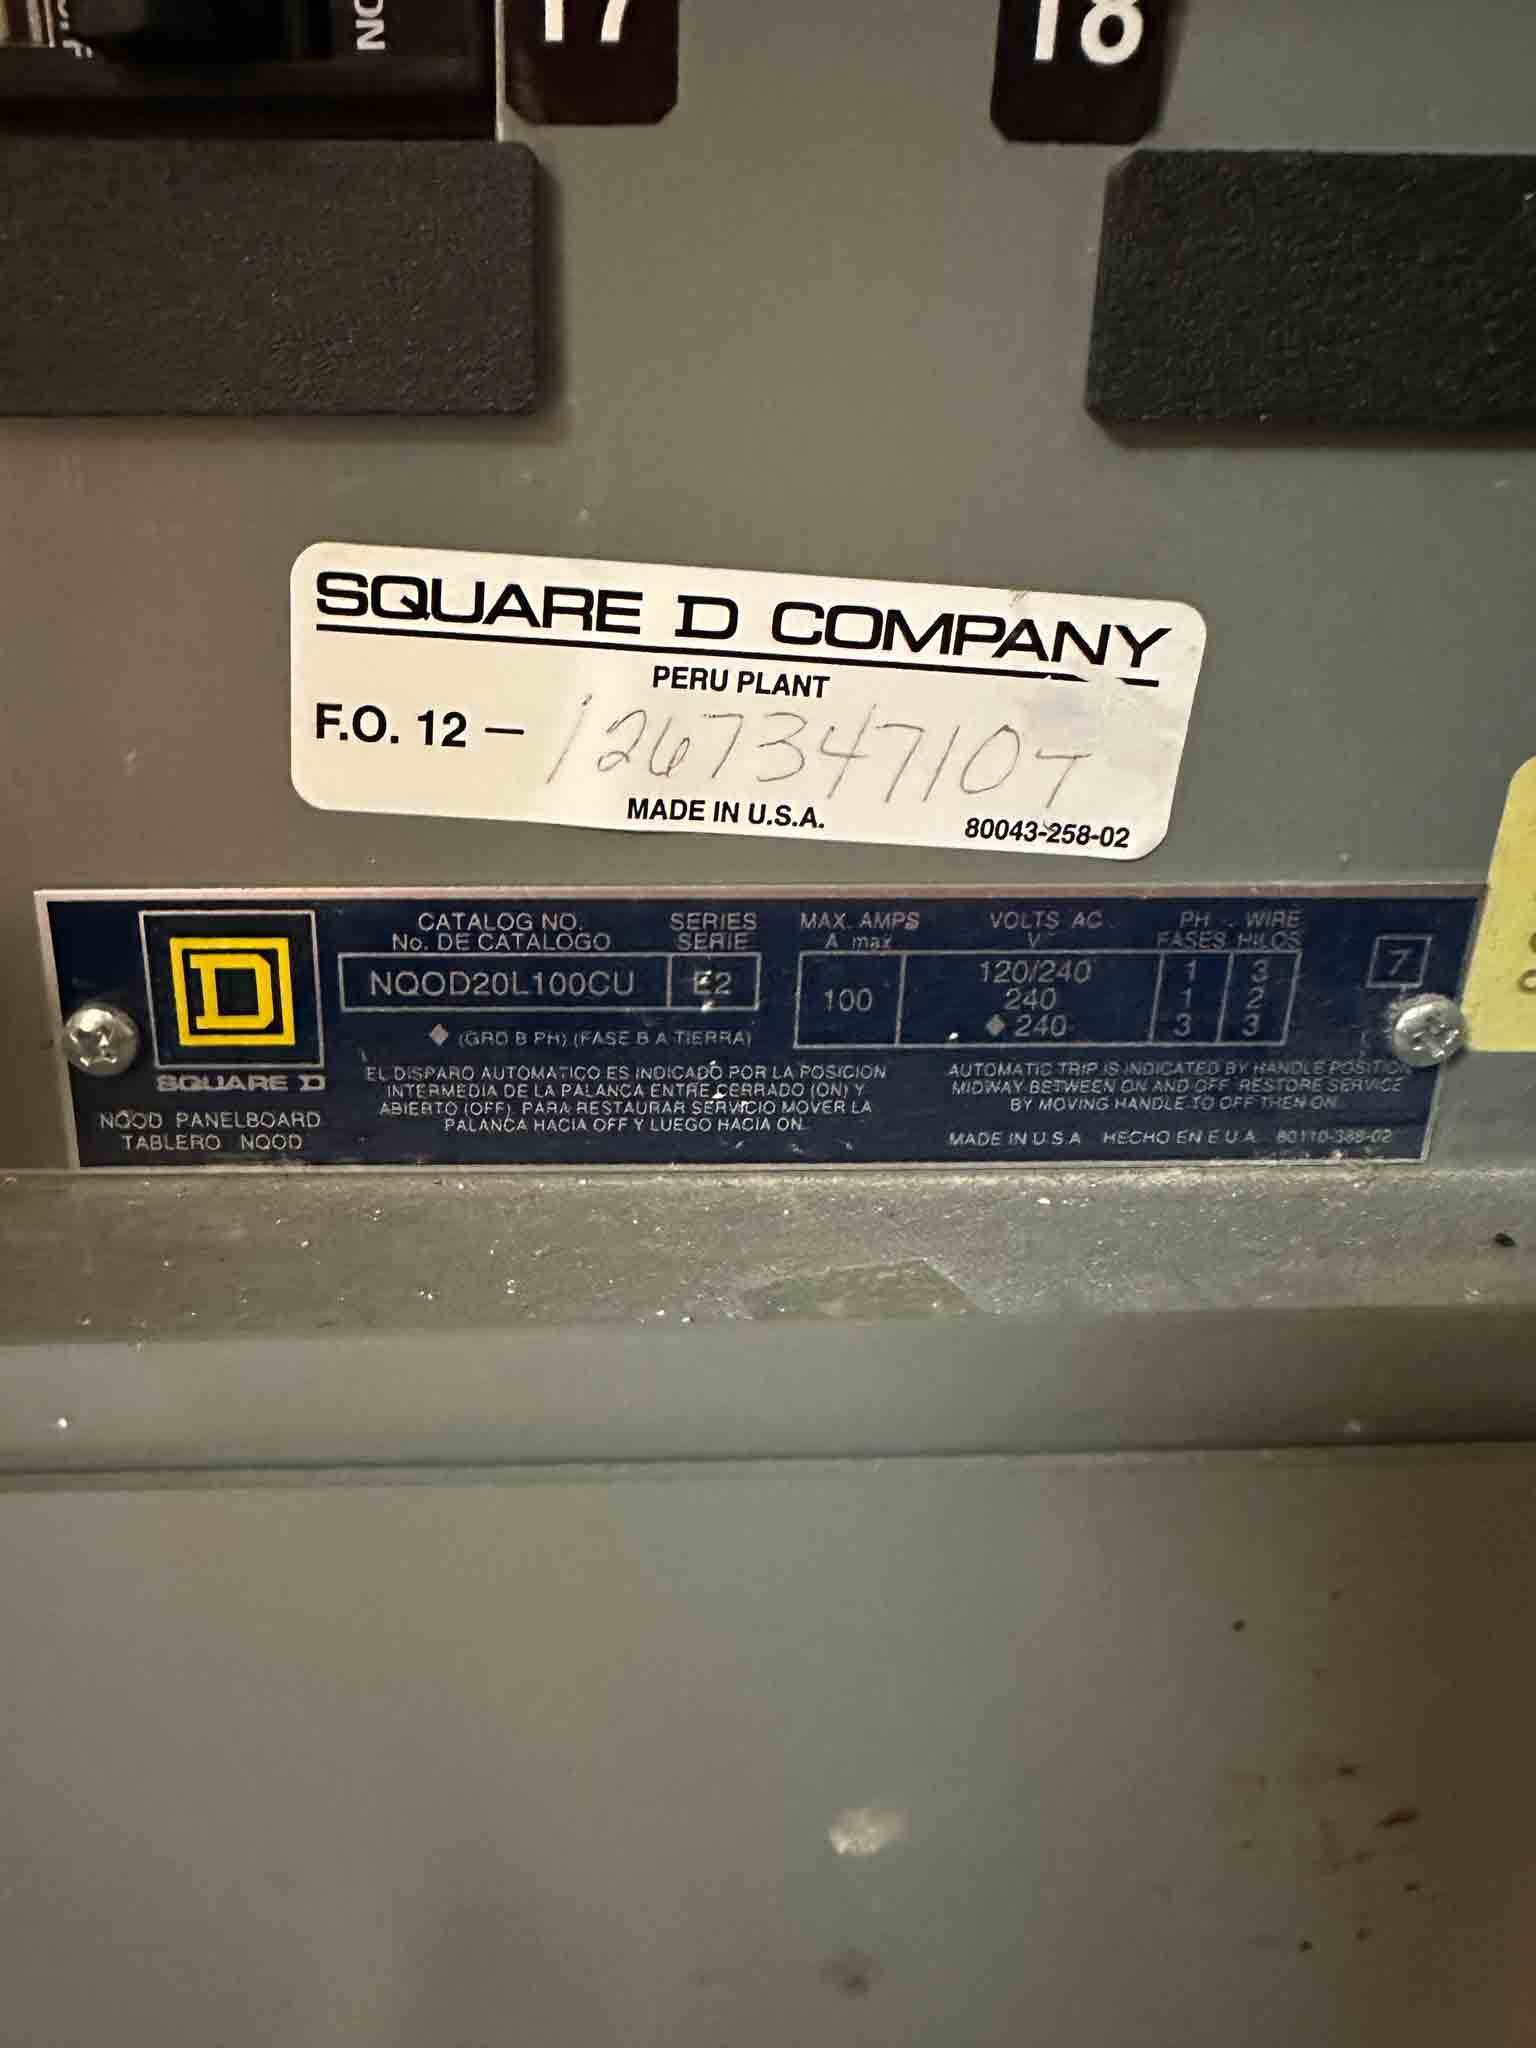 ON
17
18
SQUARE D COMPANY
PERU PLANT
F.O. 12 — 126734710T
MADE IN U.S.A.
80043-258-02
D
SQUARE D
NQOD PANELBOARD
TABLERO NQOD
CATALOG NO.
No. DE CATALOGO
NQOD20L100CU
SERIES
SERIE
E2
◆ (GRD B PH) (FASE B A TIERRA)
EL DISPARO AUTOMATICO ES INDICADO POR LA POSICION
INTERMEDIA DE LA PALANCA ENTRE CERRADO (ON) Y
ABIERTO (OFF). PARA RESTAURAR SERVICIO MOVER LA
PALANCA HACIA OFF Y LUEGO HACIA ON.
MAX. AMPS VOLTS AC PH WIRE
A max V FASES HILOS
100
120/240 1 3
240 1 2
◆ 240 3 3
7
AUTOMATIC TRIP IS INDICATED BY HANDLE POSITION
MIDWAY BETWEEN ON AND OFF. RESTORE SERVICE
BY MOVING HANDLE TO OFF THEN ON.
MADE IN U.S.A. HECHO EN E.U.A.